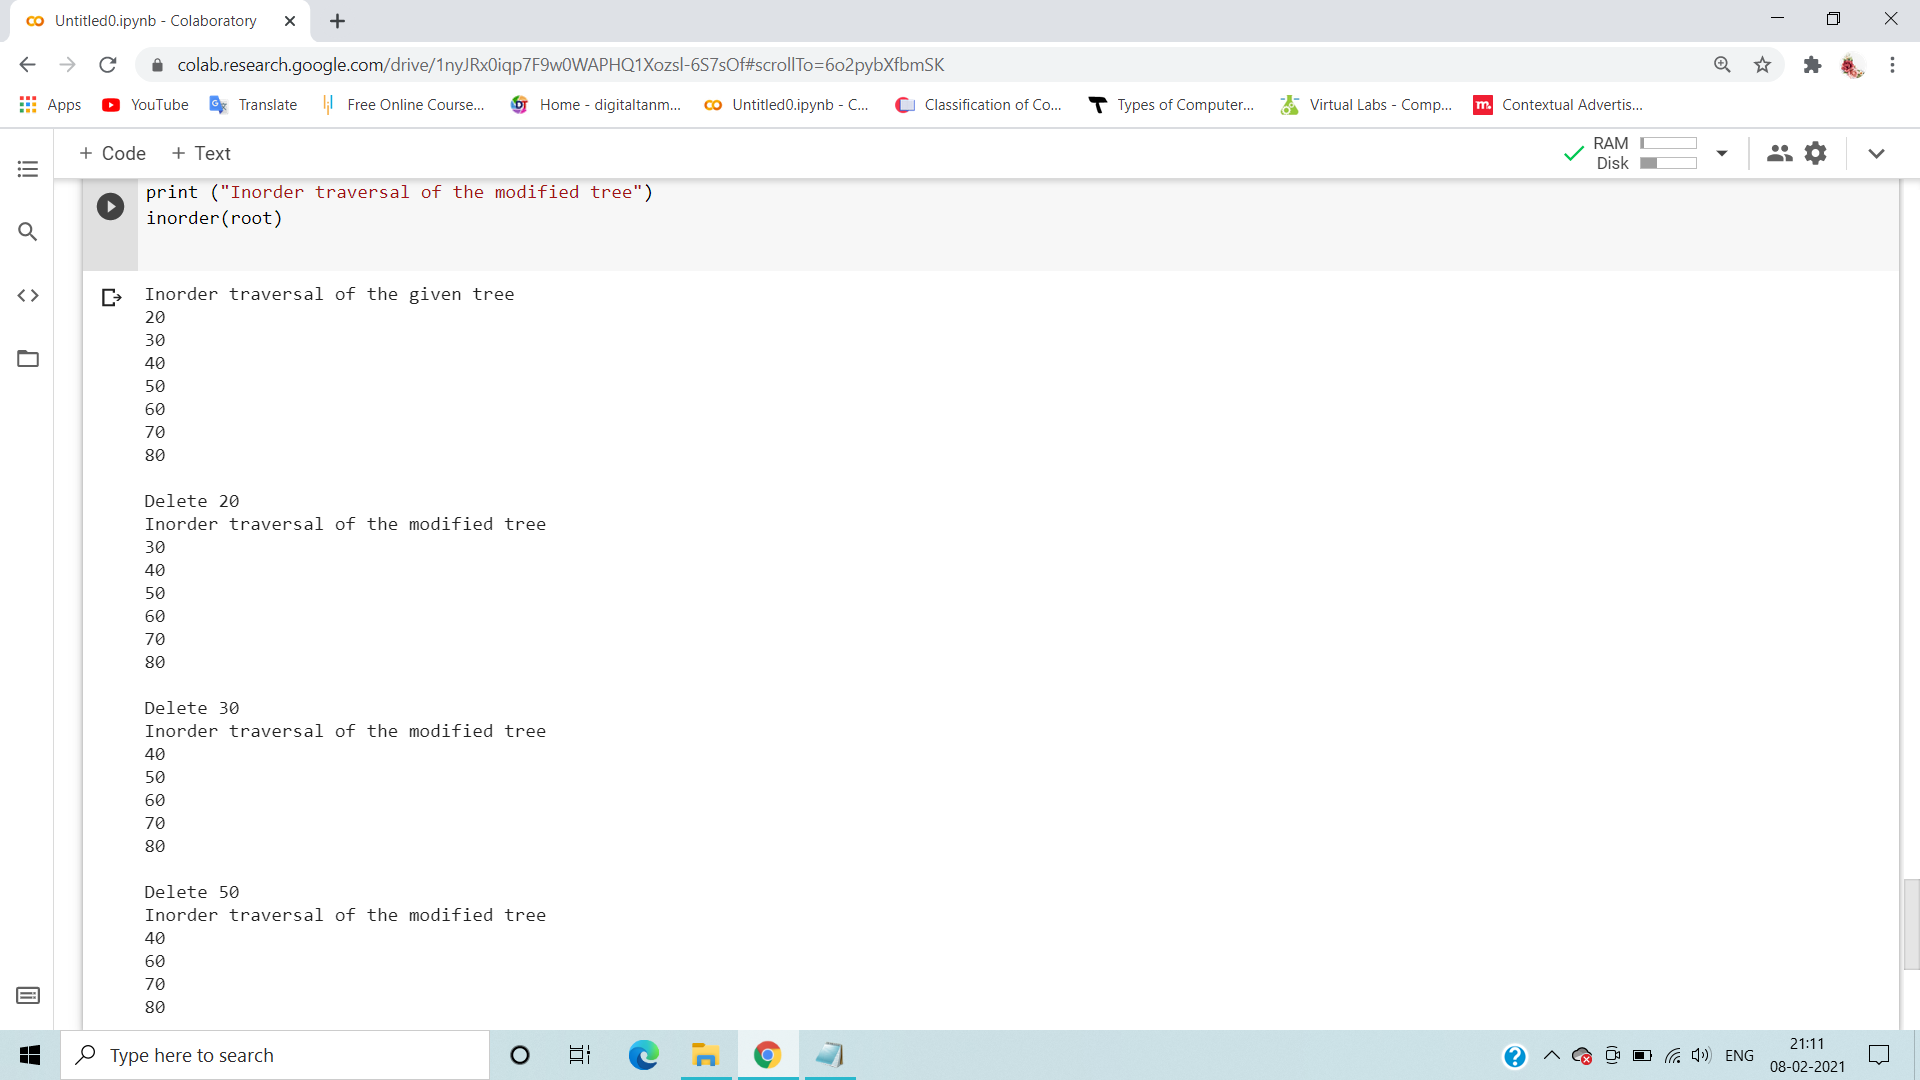 Untitled0.ipynb - Colaboratory
colab.research.google.com/drive/1nyJRx0iqp7F9w0WAPHQ1Xozsl-6S7sOf#scrollTo=6o2pybXfbmSK
Apps YouTube Translate Free Online Course... Home - digitaltanm... Untitled0.ipynb - C... Classification of Co... Types of Computer... Virtual Labs - Comp... Contextual Advertis...
+ Code + Text RAM
Disk
print ("Inorder traversal of the modified tree")
inorder(root)
Inorder traversal of the given tree
20
30
40
50
60
70
80
Delete 20
Inorder traversal of the modified tree
30
40
50
60
70
80
Delete 30
Inorder traversal of the modified tree
40
50
60
70
80
Delete 50
Inorder traversal of the modified tree
40
60
70
80
Type here to search
ENG
21:11
08-02-2021